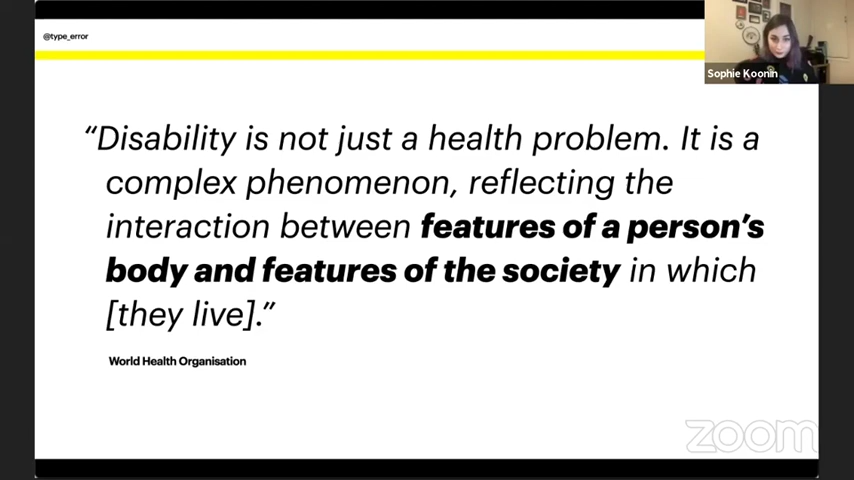 @type_error
Sophie Koonin
“Disability is not just a health problem. It is a
complex phenomenon, reflecting the
interaction between features of a person’s
body and features of the society in which
[they live].”
World Health Organisation
zoom